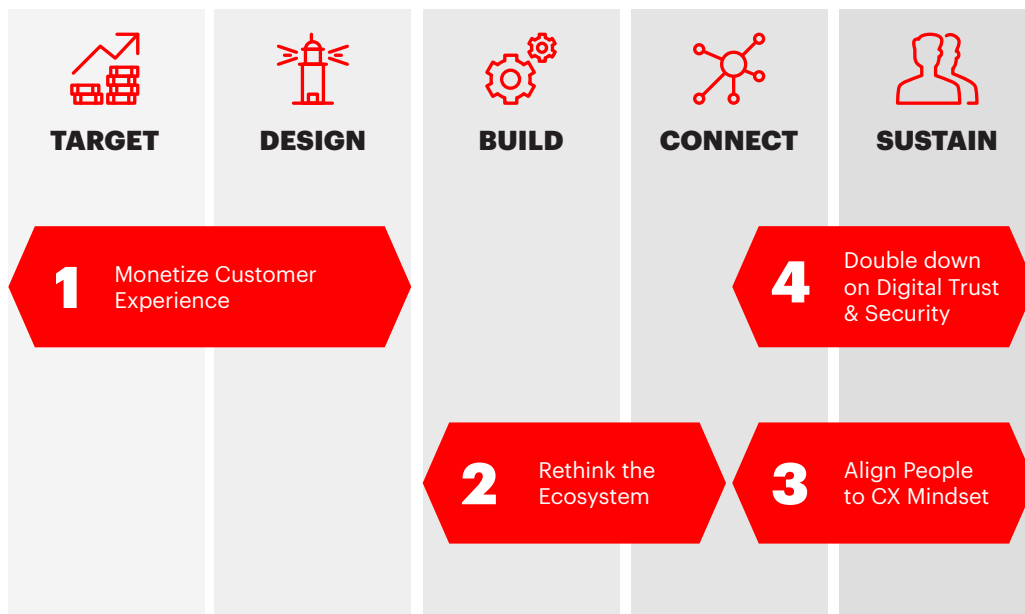 TARGET
DESIGN
BUILD
CONNECT
SUSTAIN
1
Monetize Customer
Experience
4
Double down
on Digital Trust
& Security
2
Rethink the
Ecosystem
3
Align People
to CX Mindset